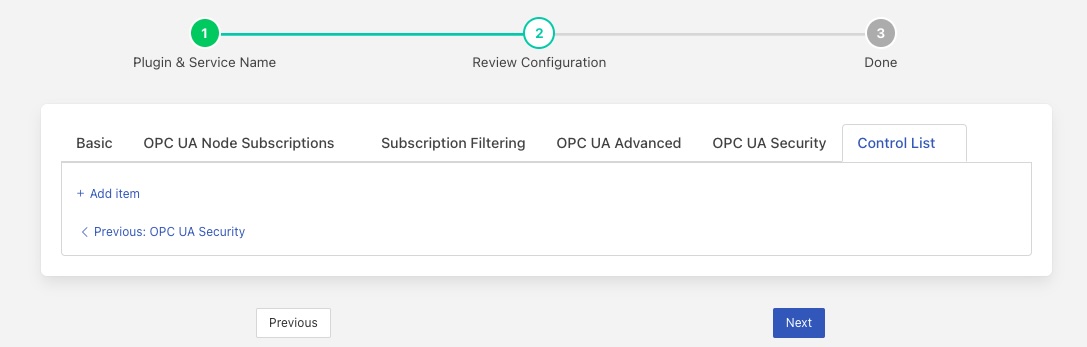 1 2 3
Plugin & Service Name Review Configuration Done
Basic OPC UA Node Subscriptions Subscription Filtering OPC UA Advanced OPC UA Security Control List
+ Add item
< Previous: OPC UA Security
Previous Next